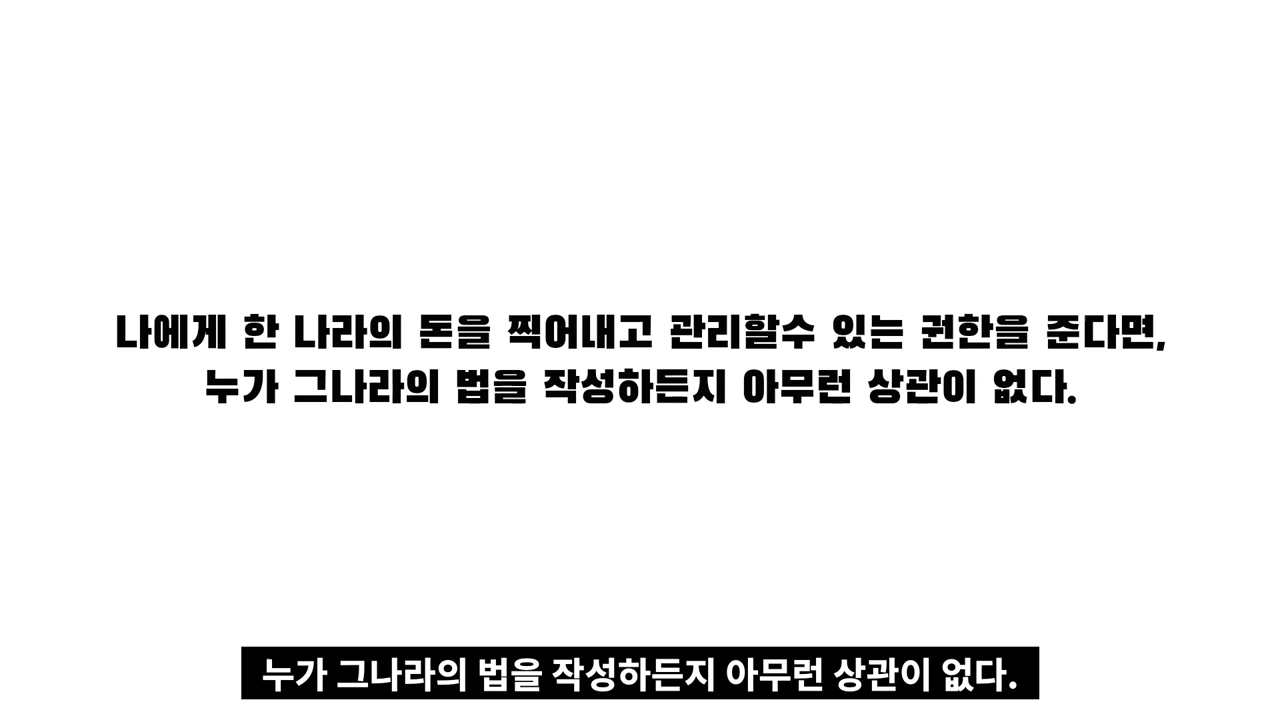 나에게 한 나라의 돈을 찍어내고 관리할수 있는 권한을 준다면,
누가 그나라의 법을 작성하든지 아무런 상관이 없다.
누가 그나라의 법을 작성하든지 아무런 상관이 없다.